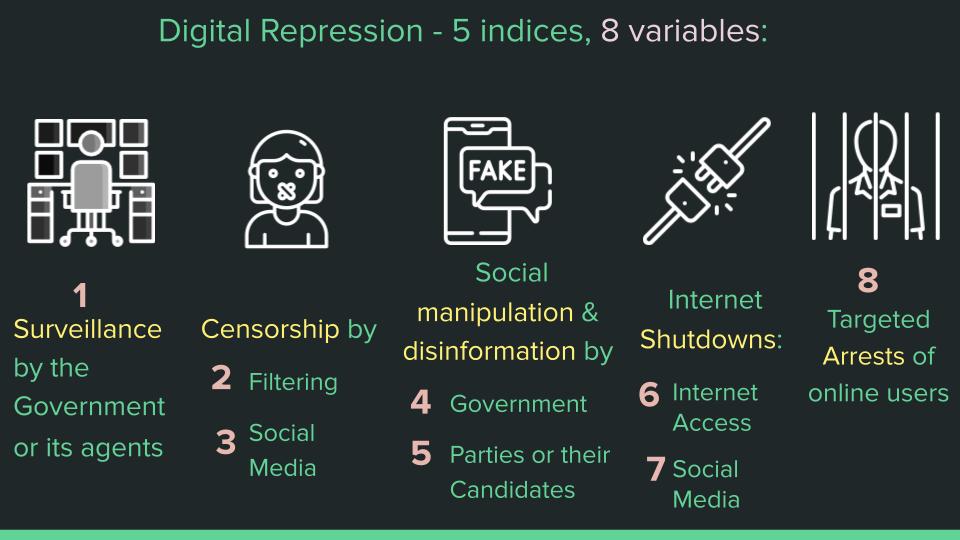 Digital Repression - 5 indices, 8 variables:
FAKE
1
Surveillance
by the
Government
or its agents
Censorship by
2 Filtering
3 Social
Media
Social
manipulation &
disinformation by
4 Government
5 Parties or their
Candidates
Internet
Shutdowns:
6 Internet
Access
7 Social
Media
8
Targeted
Arrests of
online users